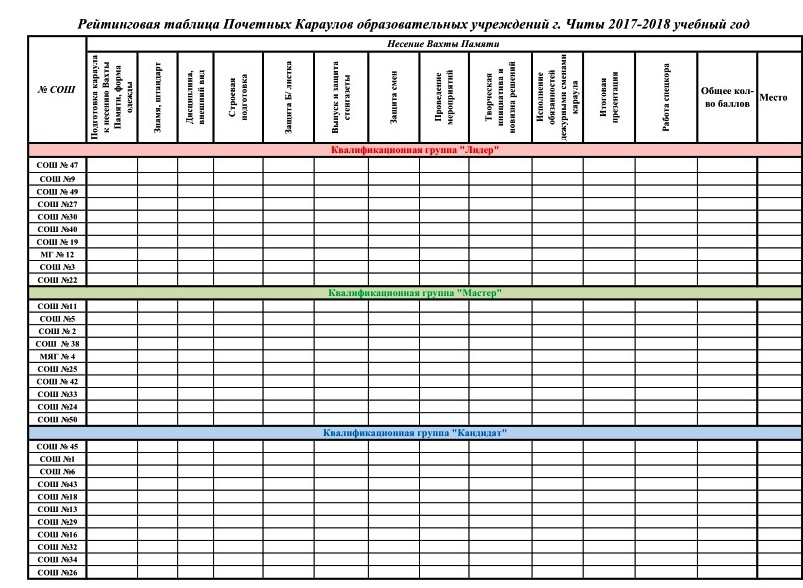 Рейтинговая таблица Почетных Караулов образовательных учреждений г. Читы 2017-2018 учебный год
№ СОШ
Несение Вахты Памяти
Подготовка караула
к несению Вахты
Памяти, форма
одежды
Знамя, штандарт
Дисциплина,
внешний вид
Строевая
подготовка
Защита Б/ листка
Выпуск и защита
стенгазеты
Защита смен
Проведение
мероприятий
Творческая
инициатива и
новизна решений
Исполнение
обязанностей
дежурными сменами
караула
Итоговая
презентация
Работа спецкора
Общее кол-
во баллов
Место
Квалификационная группа "Лидер"
СОШ № 47
СОШ №9
СОШ № 49
СОШ №27
СОШ №30
СОШ №40
СОШ № 19
МГ № 12
СОШ №3
СОШ №22
Квалификационная группа "Мастер"
СОШ №11
СОШ №5
СОШ № 2
СОШ № 38
МЯГ № 4
СОШ №25
СОШ № 42
СОШ №33
СОШ №24
СОШ №50
Квалификационная группа "Кандидат"
СОШ № 45
СОШ №1
СОШ №6
СОШ №43
СОШ №18
СОШ №13
СОШ №29
СОШ №16
СОШ №32
СОШ №34
СОШ №26